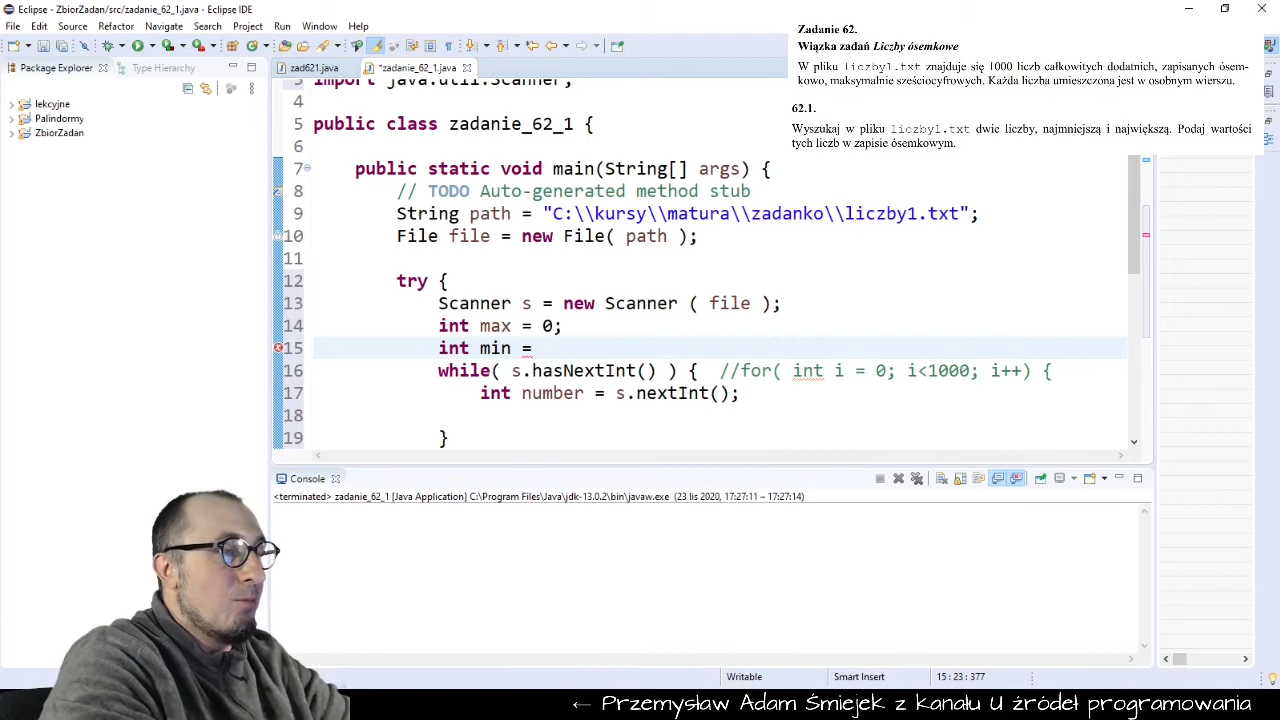 Eclipse - ZbiorZadan/src/zadanie_62_1.java - Eclipse IDE
File Edit Source Refactor Navigate Search Project Run Window Help
Package Explorer
Type Hierarchy
zad621.java
*zadanie_62_1.java
lekcyjne
Palindormy
ZbiorZadan
3 import java.util.Scanner;
4
5 public class zadanie_62_1 {
6
7 public static void main(String[] args) {
8 // TODO Auto-generated method stub
9 String path = "C:\\kursy\\matura\\zadanko\\liczby1.txt";
10 File file = new File( path );
11
12 try {
13 Scanner s = new Scanner ( file );
14 int max = 0;
15 int min =
16 while( s.hasNextInt() ) { //for( int i = 0; i<1000; i++) {
17 int number = s.nextInt();
18
19 }
Zadanie 62.
Wiązka zadań Liczby ósemkowe
W pliku liczby1.txt znajduje się 1000 liczb całkowitych dodatnich, zapisanych ósem-
kowo, maksymalnie sześciocyfrowych. Każda liczba umieszczona jest w osobnym wierszu.
62.1.
Wyszukaj w pliku liczby1.txt dwie liczby, najmniejszą i największą. Podaj wartości
tych liczb w zapisie ósemkowym.
Console
<terminated> zadanie_62_1 [Java Application] C:\Program Files\Java\jdk-13.0.2\bin\javaw.exe (23 lis 2020, 17:27:11 – 17:27:14)
Writable
Smart Insert
15 : 23 : 377
← Przemysław Adam Śmiejek z kanału U źródeł programowania